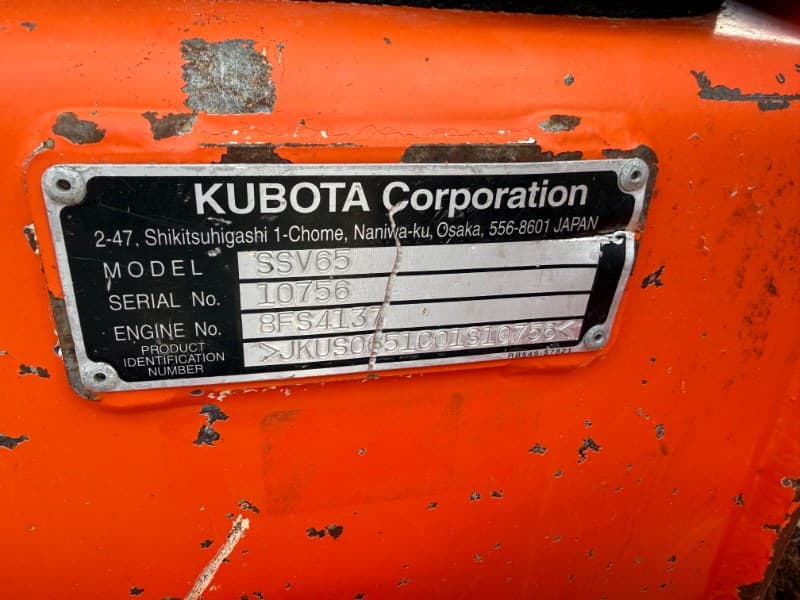 KUBOTA Corporation
2-47, Shikitsuhigashi 1-Chome, Naniwa-ku, Osaka, 556-8601 JAPAN
MODEL SSV65
SERIAL No. 10756
ENGINE No. 8FS4137
PRODUCT IDENTIFICATION NUMBER >JKUS0651C01S10756<